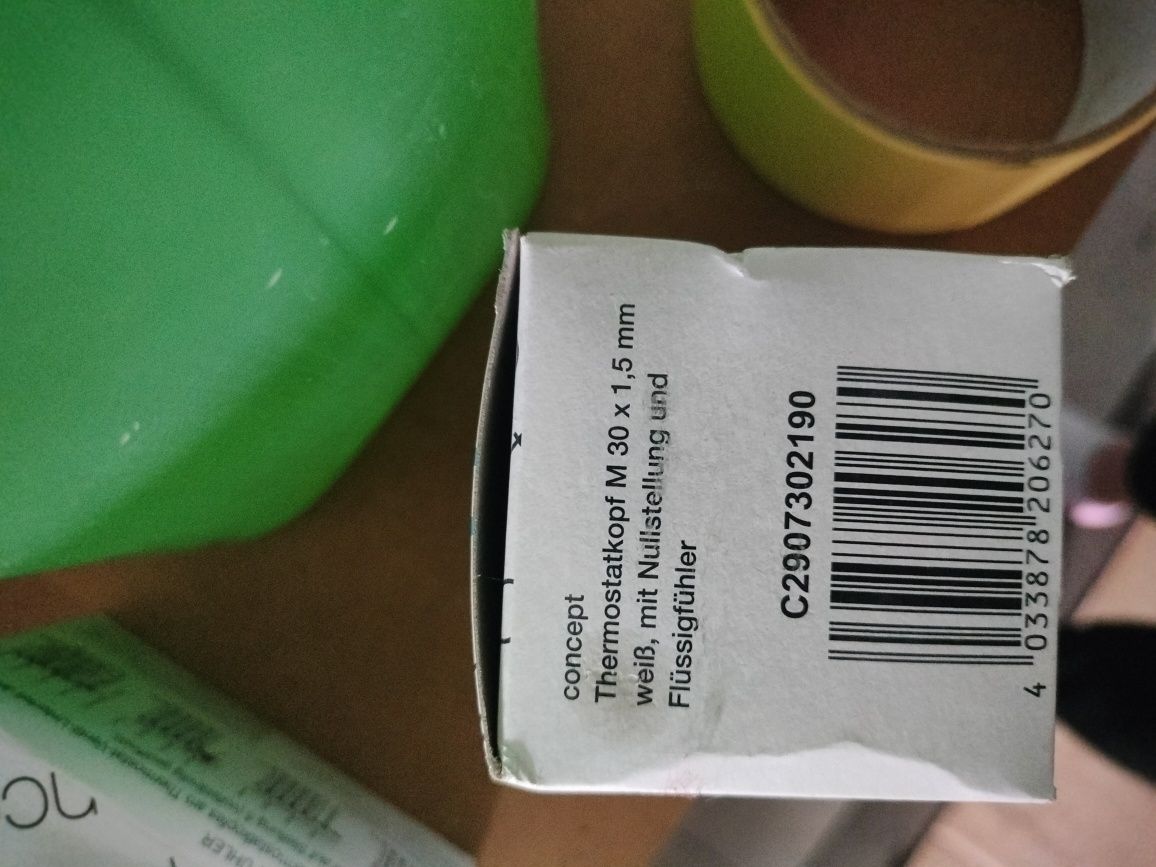 concept
Thermostatkopf M 30 x 1,5 mm
weiß, mit Nullstellung und
Flüssigfühler
C2907302190
4 033878 206270